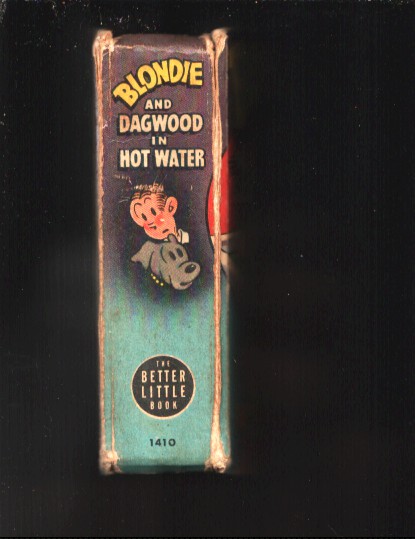 BLONDIE
AND
DAGWOOD
IN
HOT WATER
THE
BETTER
LITTLE
BOOK
1410